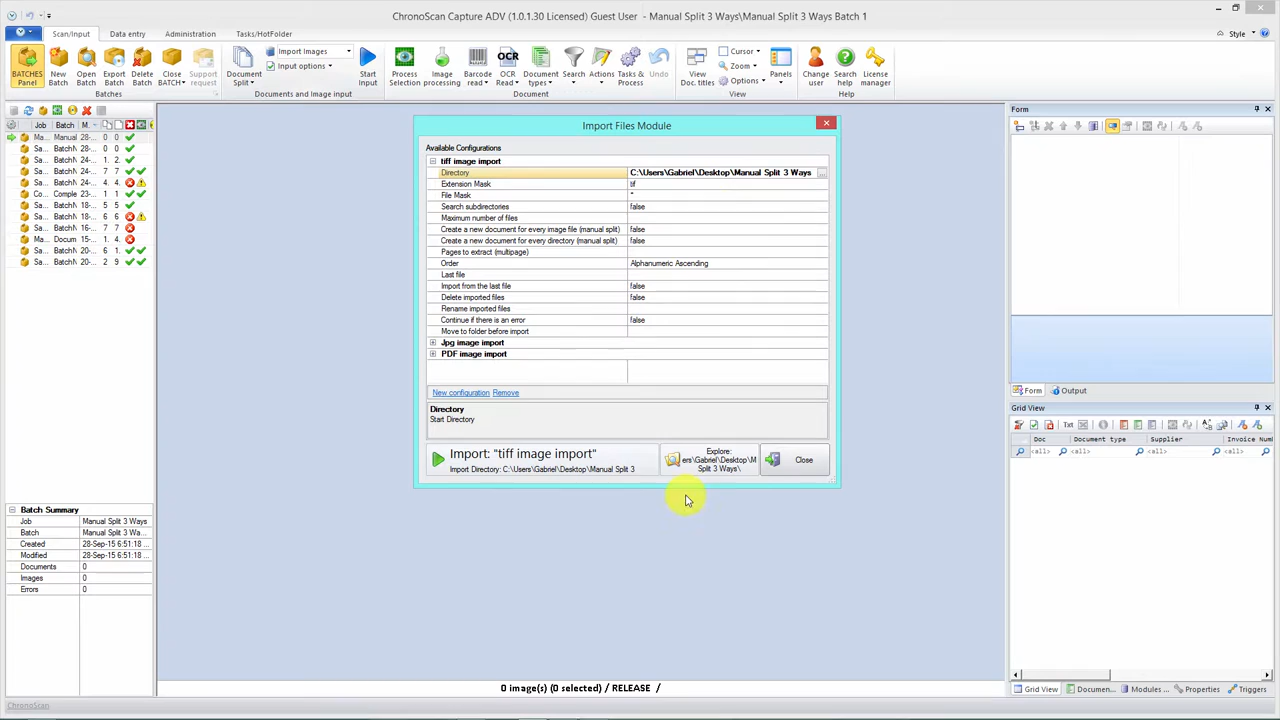 ChronoScan Capture ADV (1.0.1.30 Licensed) Guest User - Manual Split 3 Ways\Manual Split 3 Ways Batch 1
Scan/Input Data entry Administration Tasks/HotFolder Style
BATCHES Panel
New Batch
Open Batch
Export Batch
Delete Batch
Close BATCH
Support request
Batches
Document Split
Import Images
Import options
Start Input
Documents and Image input
Process Selection
Image processing
Barcode read
OCR
OCR Read
Document Types
Search
Actions
Tasks & Process
Undo
Document
View Doc. titles
Cursor
Zoom
Options
Panels
View
Change user
Search help
License manager
Help
Job Batch M...
Ma... Manual 28-... 0 0
Sa... BatchN 28-... 0 0
Sa... BatchN 24-... 1. 2.
Sa... BatchN 24-... 7 7
Sa... BatchN 24-... 4. 4.
Co... Comple 23-... 1 1
Sa... BatchN 18-... 5 5
Sa... BatchN 18-... 6 6
Sa... BatchN 16-... 7 7
Ma... Docum 15-... 1. 4.
Sa... BatchN 20-... 6 1.
Sa... BatchN 20-... 2 9
Batch Summary
Job Manual Split 3 Ways
Batch Manual Split 3 Wa...
Created 28-Sep-15 6:51:18 ...
Modified 28-Sep-15 6:51:18 ...
Documents 0
Images 0
Errors 0
Import Files Module
Available Configurations
tiff image import
Directory C:\Users\Gabriel\Desktop\Manual Split 3 Ways ...
Extension Mask tif
File Mask *
Search subdirectories false
Maximum number of files
Create a new document for every image file (manual split) false
Create a new document for every directory (manual split) false
Pages to extract (multipage)
Order Alphanumeric Ascending
Last file
Import from the last file false
Delete imported files false
Rename imported files
Continue if there is an error false
Move to folder before import
Jpg image import
PDF image import
New configuration Remove
Directory
Start Directory
Import: "tiff image import"
Import Directory: C:\Users\Gabriel\Desktop\Manual Split 3
Explore:
ers\Gabriel\Desktop\M
Split 3 Ways\
Close
0 image(s) (0 selected) / RELEASE /
Form
Form Output
Grid View
Txt
Doc Document type Supplier Invoice Num
<all> <all> <all> <all>
Grid View Documen... Modules ... Properties Triggers
ChronoScan